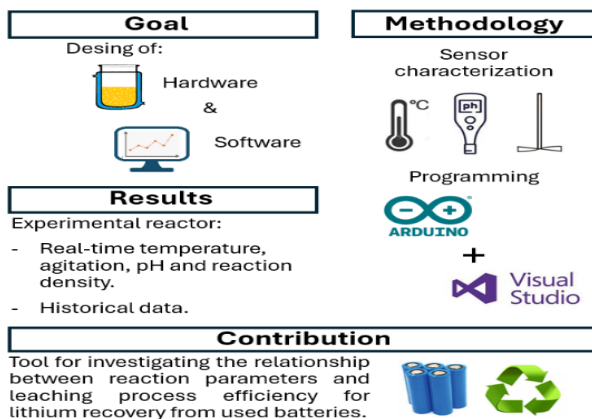 Goal
Desing of:
Hardware
&
Software
Methodology
Sensor
characterization
°C
ph
Programming
ARDUINO
+
Visual
Studio
Results
Experimental reactor:
- Real-time temperature,
agitation, pH and reaction
density.
- Historical data.
Contribution
Tool for investigating the relationship
between reaction parameters and
leaching process efficiency for
lithium recovery from used batteries.